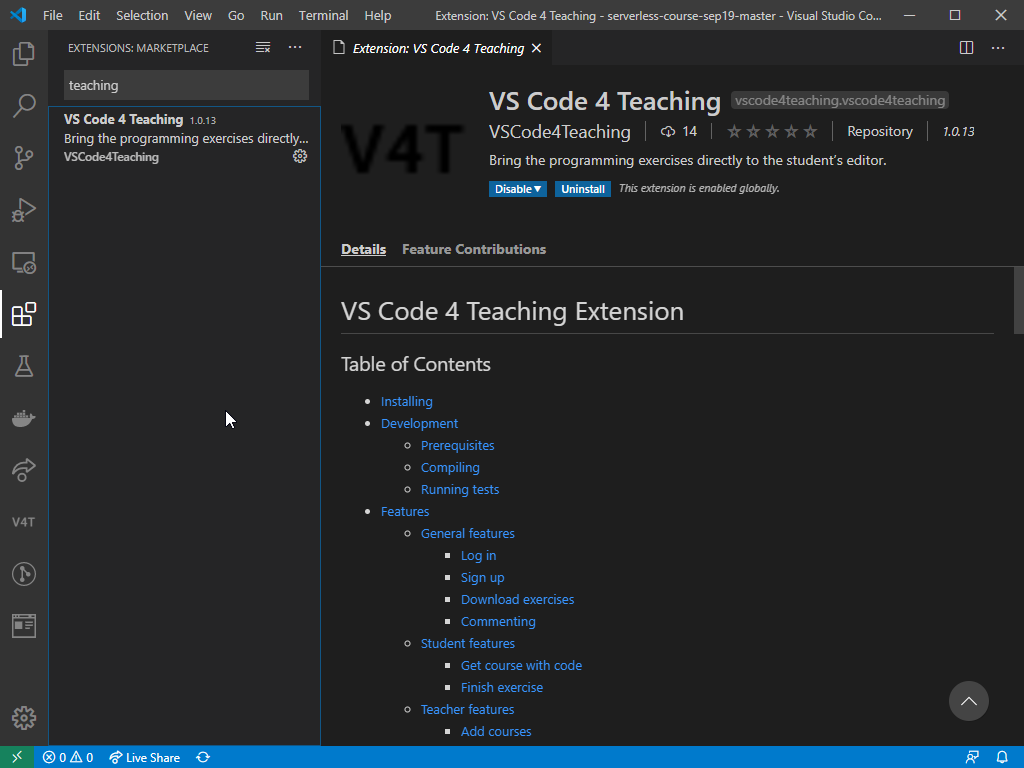 File Edit Selection View Go Run Terminal Help Extension: VS Code 4 Teaching - serverless-course-sep19-master - Visual Studio Co...
EXTENSIONS: MARKETPLACE
teaching
VS Code 4 Teaching 1.0.13
Bring the programming exercises directly...
VSCode4Teaching
V4T
Extension: VS Code 4 Teaching
V4T
VS Code 4 Teaching vscode4teaching.vscode4teaching
VSCode4Teaching 14 Repository 1.0.13
Bring the programming exercises directly to the student's editor.
Disable Uninstall This extension is enabled globally.
Details Feature Contributions
VS Code 4 Teaching Extension
Table of Contents
Installing
Development
Prerequisites
Compiling
Running tests
Features
General features
Log in
Sign up
Download exercises
Commenting
Student features
Get course with code
Finish exercise
Teacher features
Add courses
0 0 Live Share